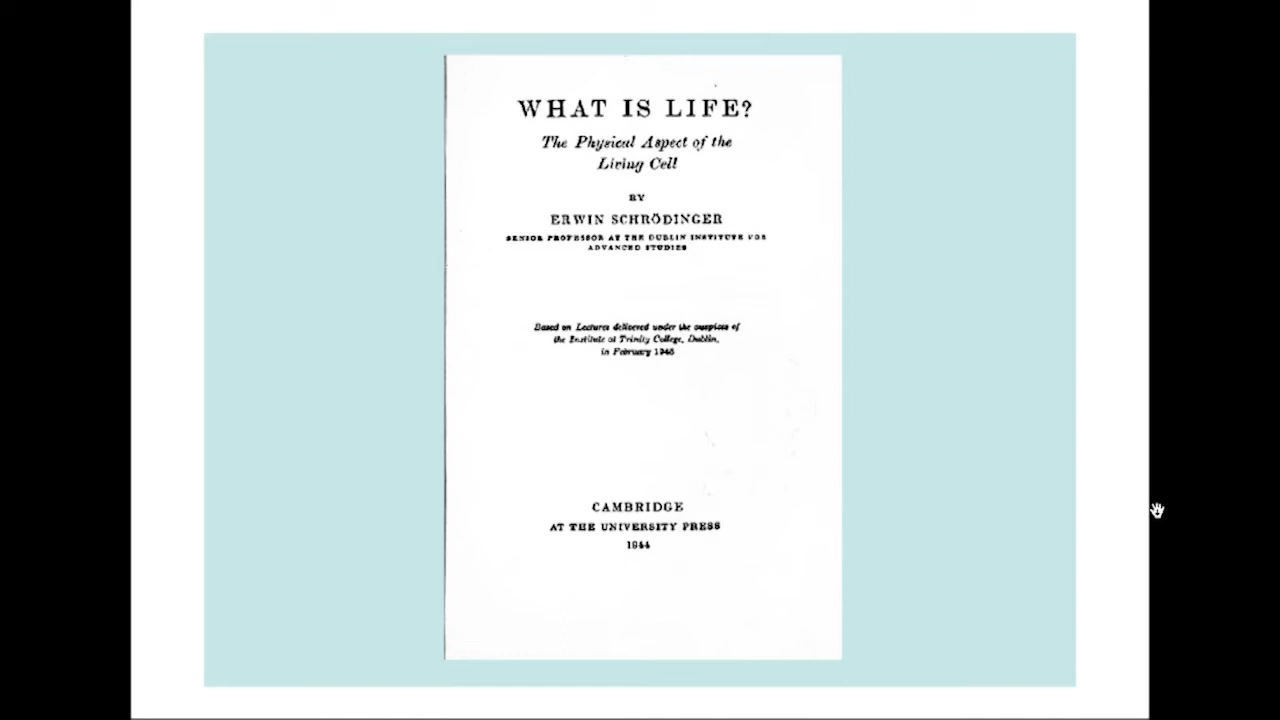 WHAT IS LIFE?
The Physical Aspect of the
Living Cell
BY
ERWIN SCHRÖDINGER
SENIOR PROFESSOR AT THE DUBLIN INSTITUTE FOR
ADVANCED STUDIES
Based on Lectures delivered under the auspices of
the Institute at Trinity College, Dublin,
in February 1943
CAMBRIDGE
AT THE UNIVERSITY PRESS
1944